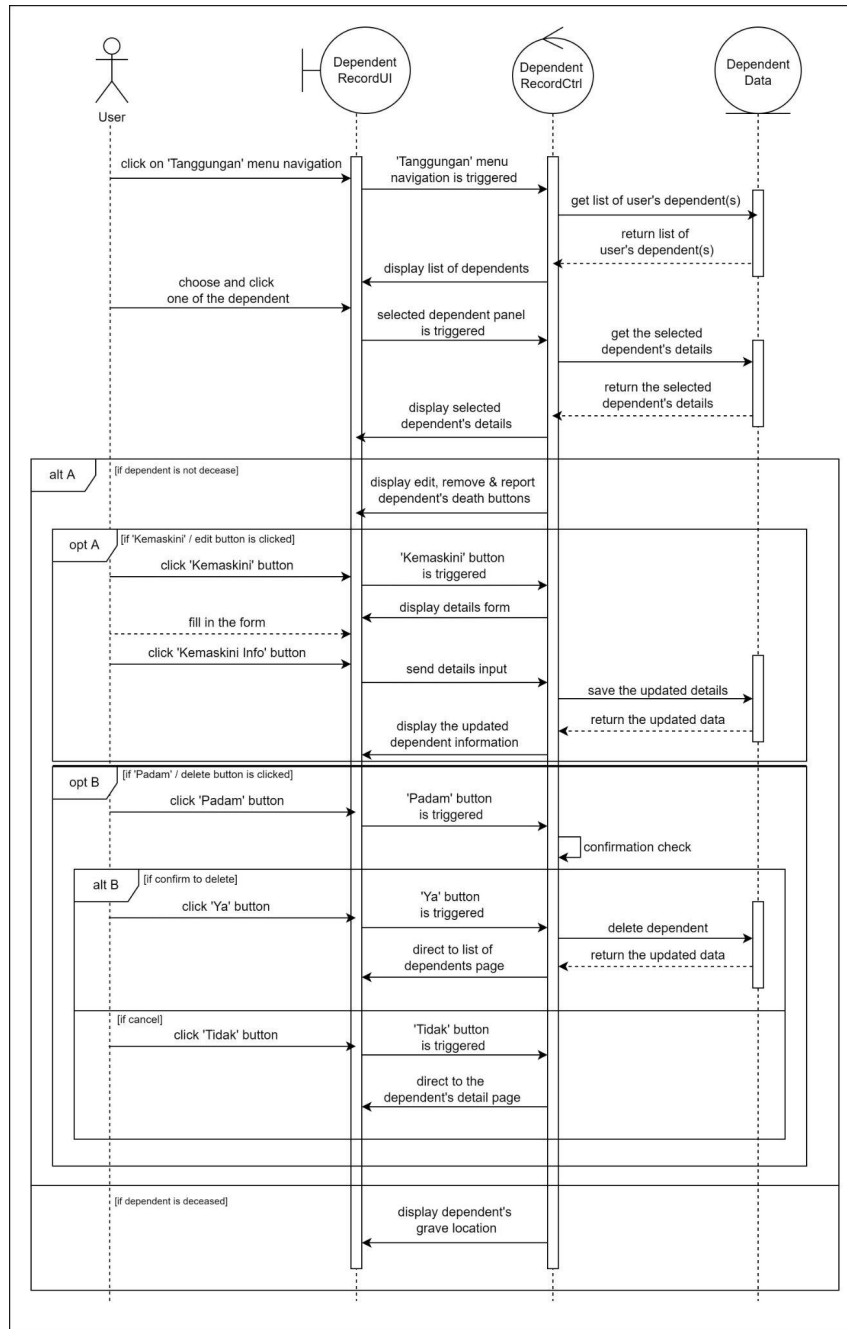 Dependent
RecordUI
Dependent
RecordCtrl
Dependent
Data
User
click on 'Tanggungan' menu navigation
'Tanggungan' menu
navigation is triggered
get list of user's dependent(s)
return list of
user's dependent(s)
display list of dependents
choose and click
one of the dependent
selected dependent panel
is triggered
get the selected
dependent's details
return the selected
dependent's details
display selected
dependent's details
alt A
[if dependent is not decease]
display edit, remove & report
dependent's death buttons
opt A
[if 'Kemaskini' / edit button is clicked]
click 'Kemaskini' button
'Kemaskini' button
is triggered
display details form
fill in the form
click 'Kemaskini Info' button
send details input
save the updated details
return the updated data
display the updated
dependent information
opt B
[if 'Padam' / delete button is clicked]
click 'Padam' button
'Padam' button
is triggered
confirmation check
alt B
[if confirm to delete]
click 'Ya' button
'Ya' button
is triggered
delete dependent
return the updated data
direct to list of
dependents page
[if cancel]
click 'Tidak' button
'Tidak' button
is triggered
direct to the
dependent's detail page
[if dependent is deceased]
display dependent's
grave location